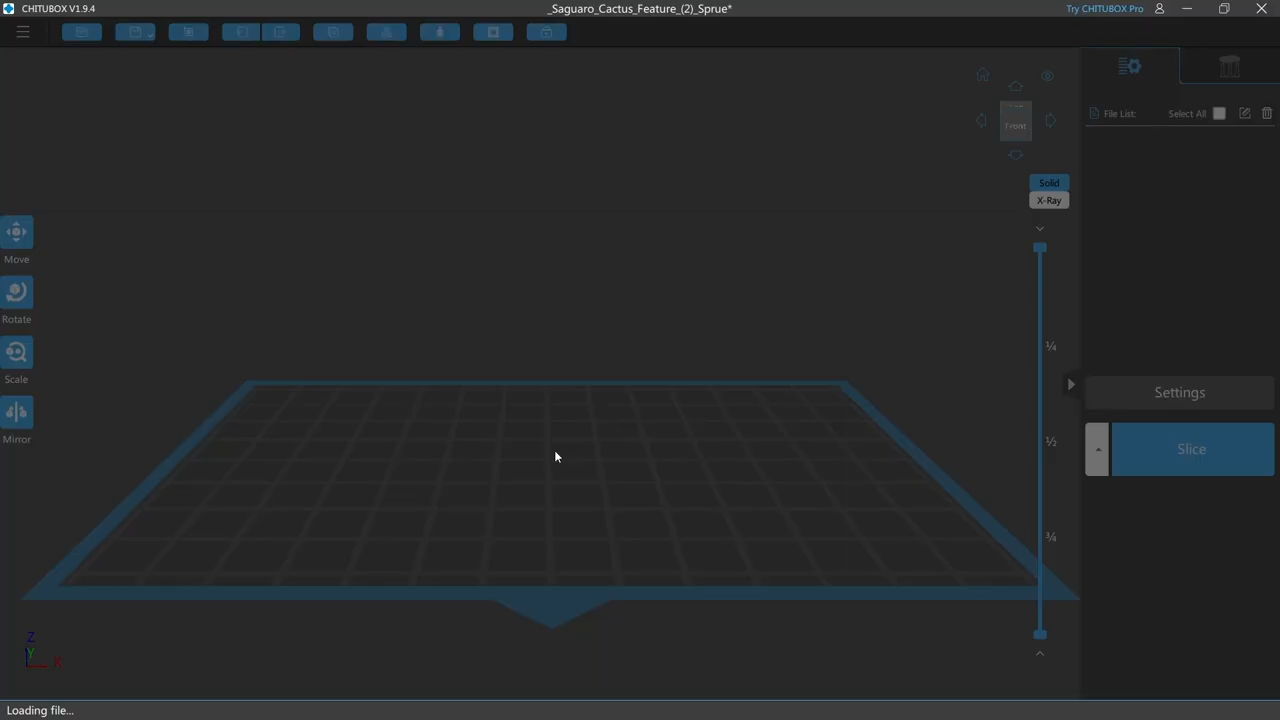 CHITUBOX V1.9.4
_Saguaro_Cactus_Feature_(2)_Sprue*
Try CHITUBOX Pro
Front
File List:
Select All
Solid
X-Ray
Move
Rotate
Scale
Mirror
¼
½
¾
Settings
Slice
Z
Y
X
Loading file...